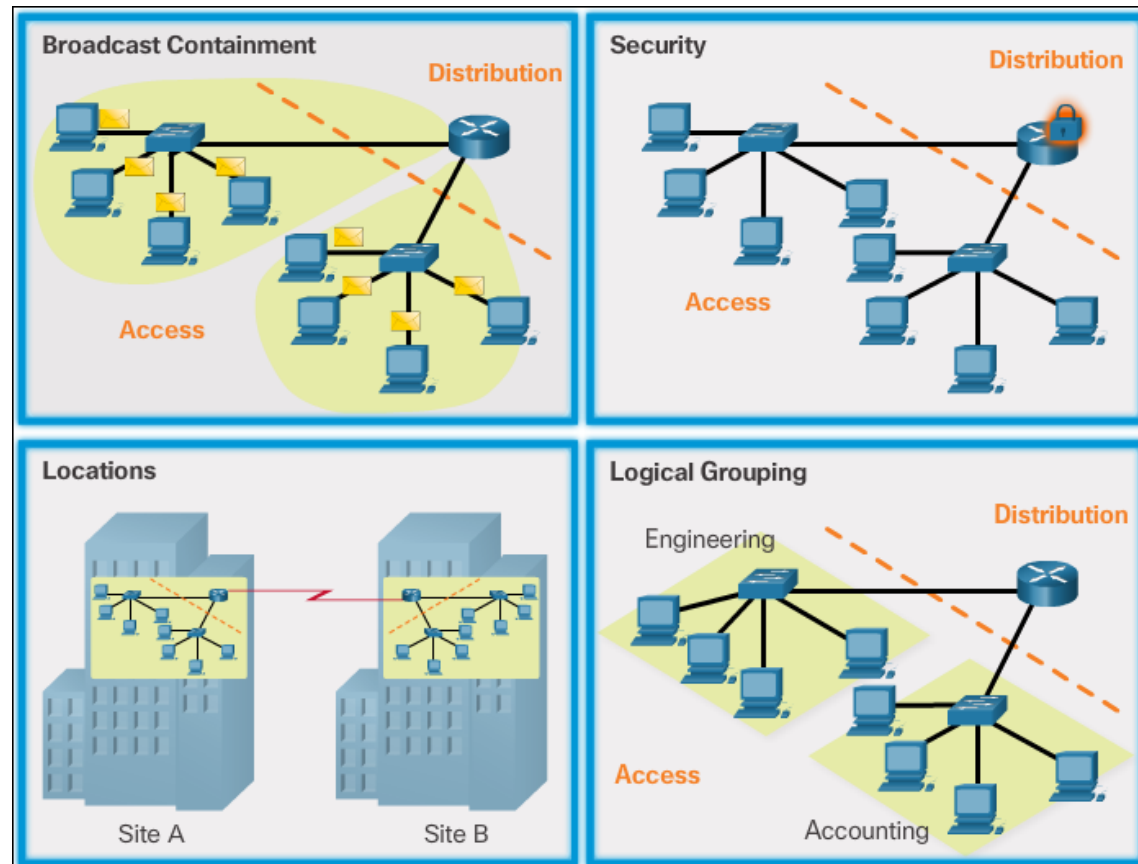 Broadcast Containment
Distribution
Access
Security
Distribution
Access
Locations
Site A
Site B
Logical Grouping
Distribution
Engineering
Access
Accounting